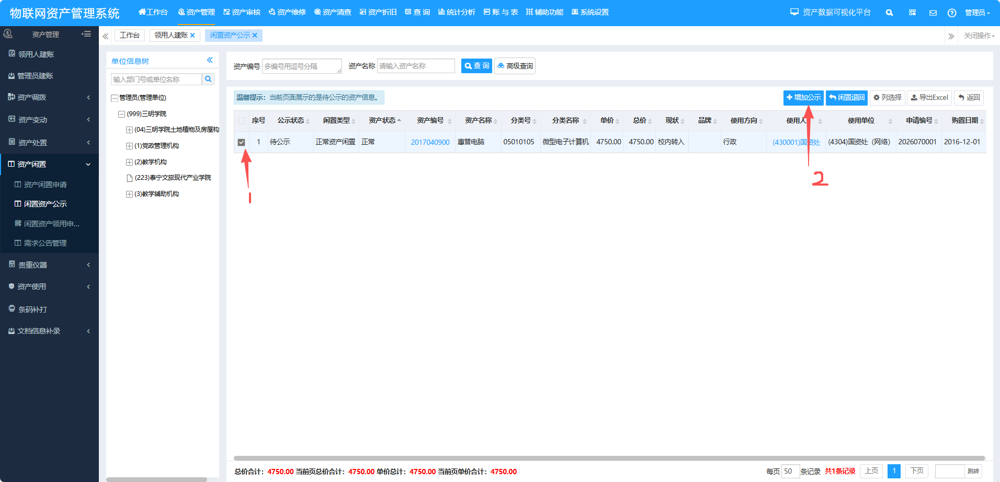 物联网资产管理系统
工作台 资产管理 资产审核 资产维修 资产清查 资产折旧 查 询 统计分析 账 与 表 辅助功能 系统设置
资产数据可视化平台 管理员
资产管理
领用人建账
管理员建账
资产调拨
资产变动
资产处置
资产闲置
资产闲置申请
闲置资产公示
闲置资产领用申...
需求公告管理
贵重仪器
资产使用
条码补打
文档信息补录
工作台 领用人建账 闲置资产公示 关闭操作
单位信息树
输入部门号或单位名称
管理员(管理单位)
(999)三明学院
(04)三明学院土地植物及房屋构
(1)党政管理机构
(2)教学机构
(223)泰宁文旅现代产业学院
(3)教学辅助机构
资产编号 多编号用逗号分隔 资产名称 请输入资产名称 查 询 高级查询
温馨提示：当前页面展示的是待公示的资产信息。 增加公示 闲置退回 列选择 导出Excel 返回
序号 公示状态 闲置类型 资产状态 资产编号 资产名称 分类号 分类名称 单价 总价 现状 品牌 使用方向 使用人 使用单位 申请编号 购置日期
1 待公示 正常资产闲置 正常 2017040900 惠普电脑 05010105 微型电子计算机 4750.00 4750.00 校内转入 行政 (430001)国资处 (4304)国资处（网络） 2026070001 2016-12-01
1
2
总价合计：4750.00 当前页总价合计：4750.00 单价总计：4750.00 当前页单价合计：4750.00
每页 50 条记录 共1条记录 上页 1 下页 跳转